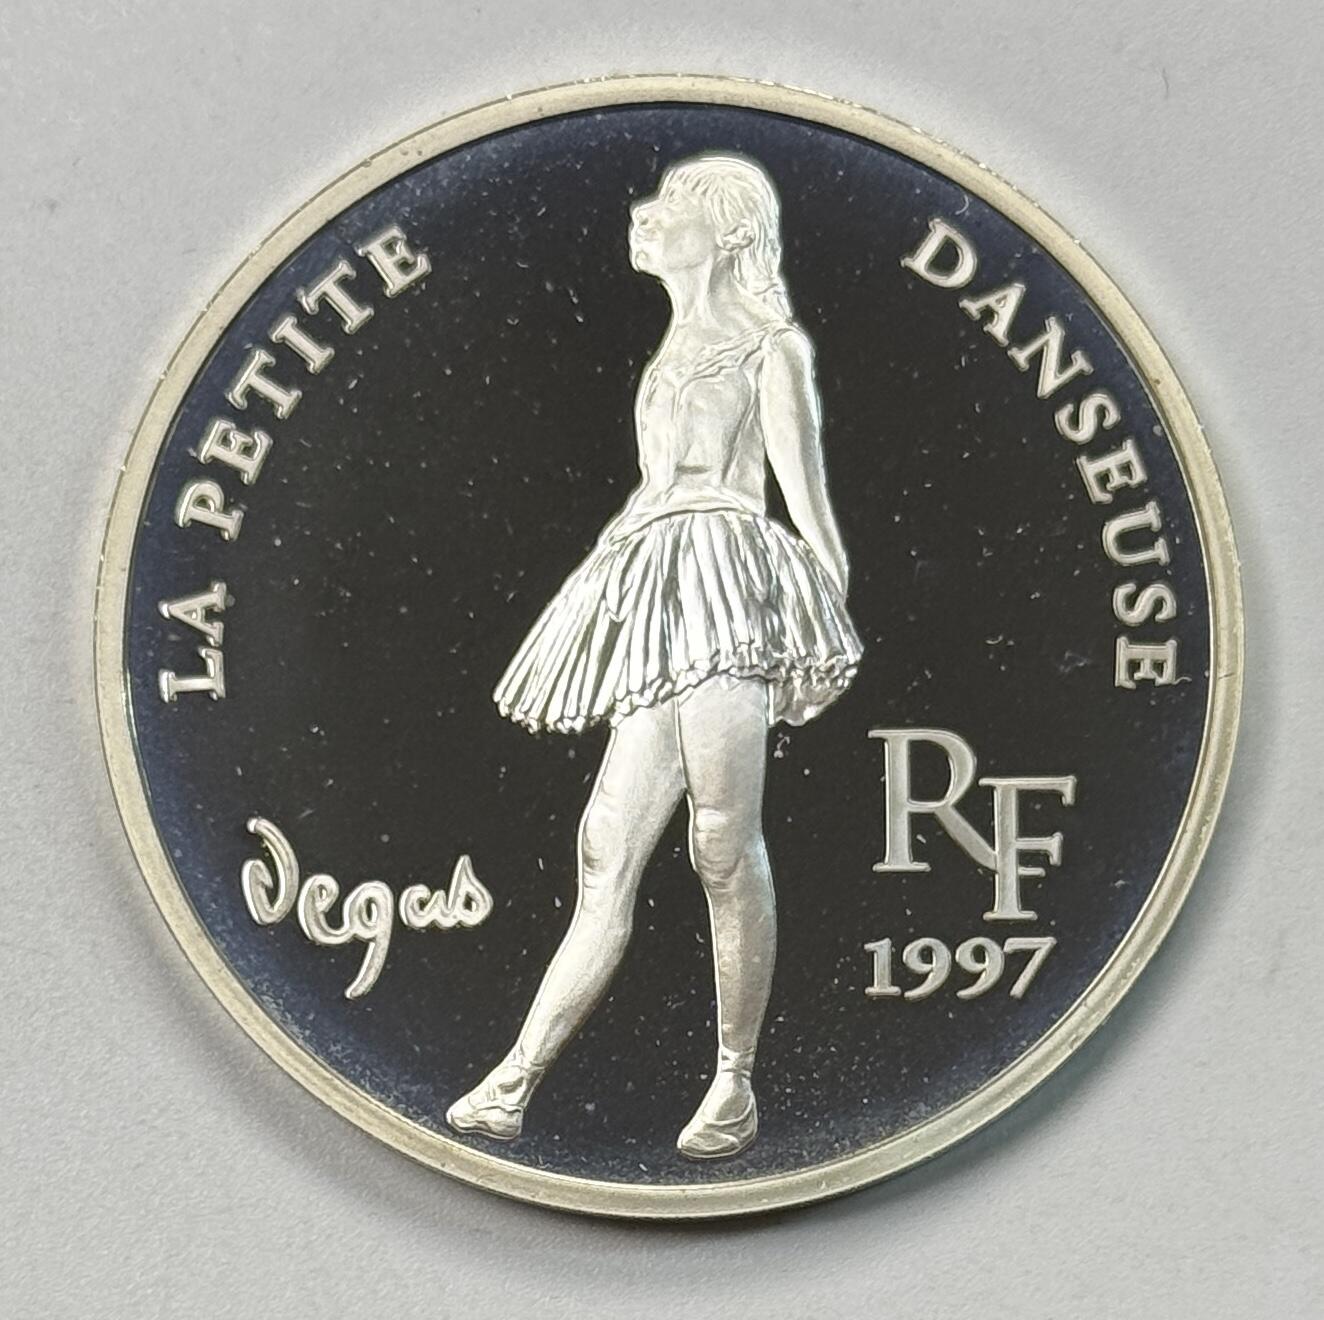 LA PETITE DANSEUSE
Degas
RF
1997